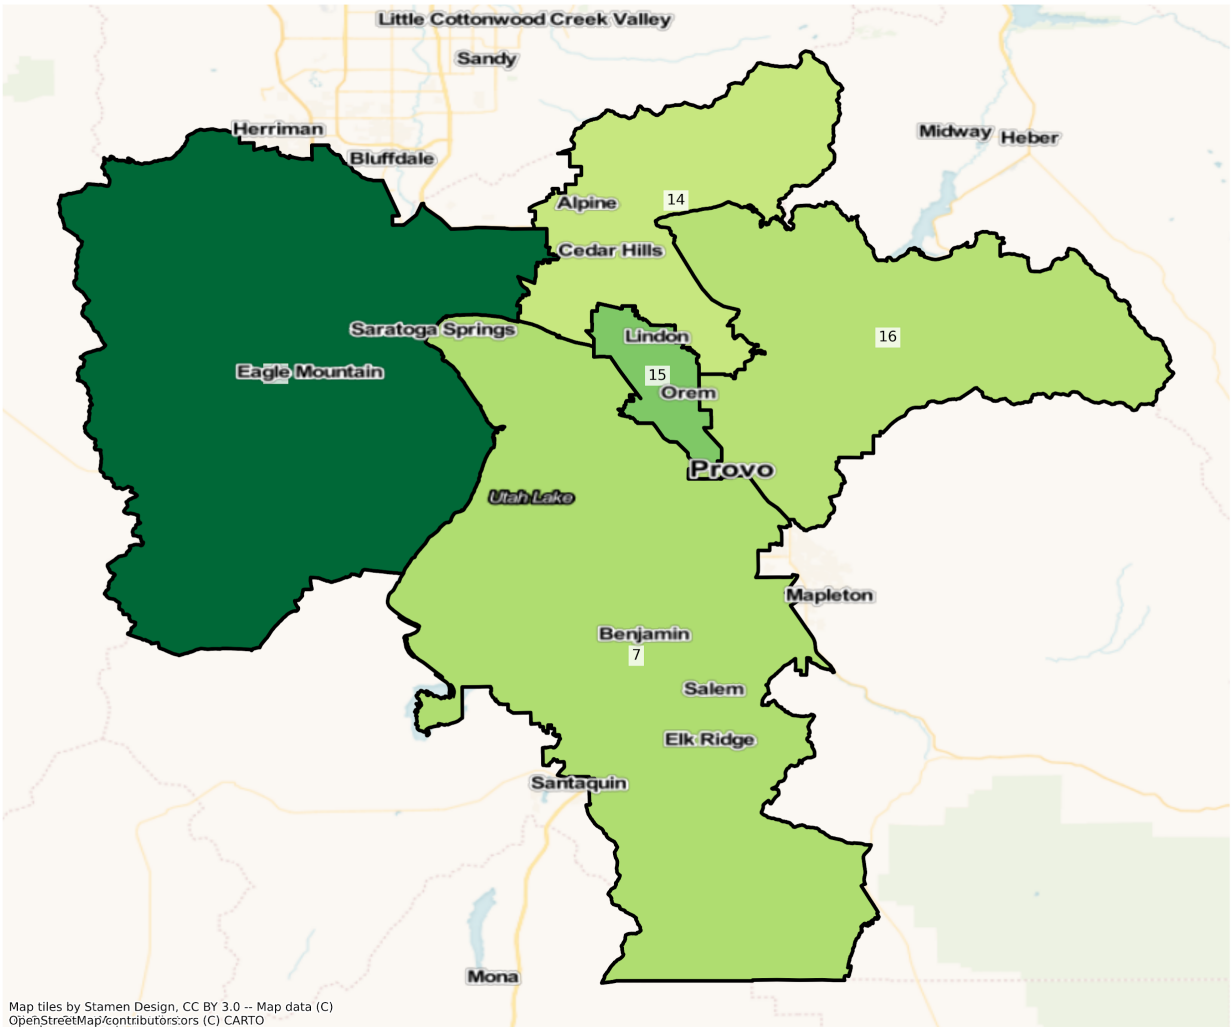 Little Cottonwood Creek Valley
Sandy
Herriman
Bluffdale
Midway
Heber
Alpine
14
Cedar Hills
Saratoga Springs
Lindon
16
Eagle Mountain
15
Orem
Provo
Utah Lake
Mapleton
Benjamin
7
Salem
Elk Ridge
Santaquin
Mona
Map tiles by Stamen Design, CC BY 3.0 -- Map data (C)
OpenStreetMap contributors (C) CARTO